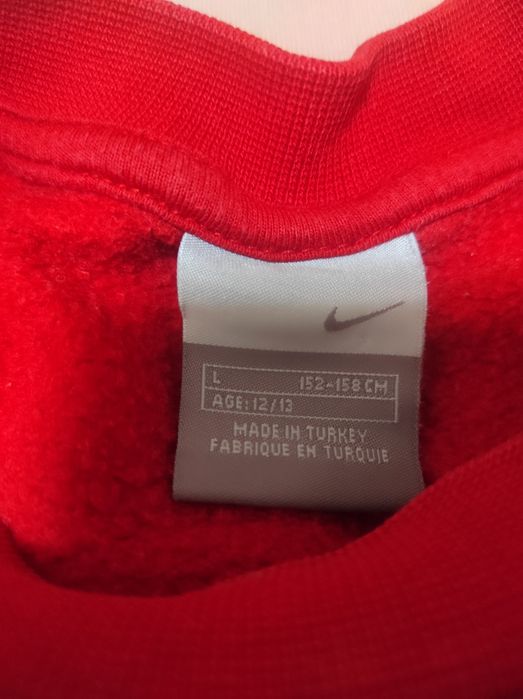 L 152-158 CM
AGE: 12/13
MADE IN TURKEY
FABRIQUE EN TURQUIE